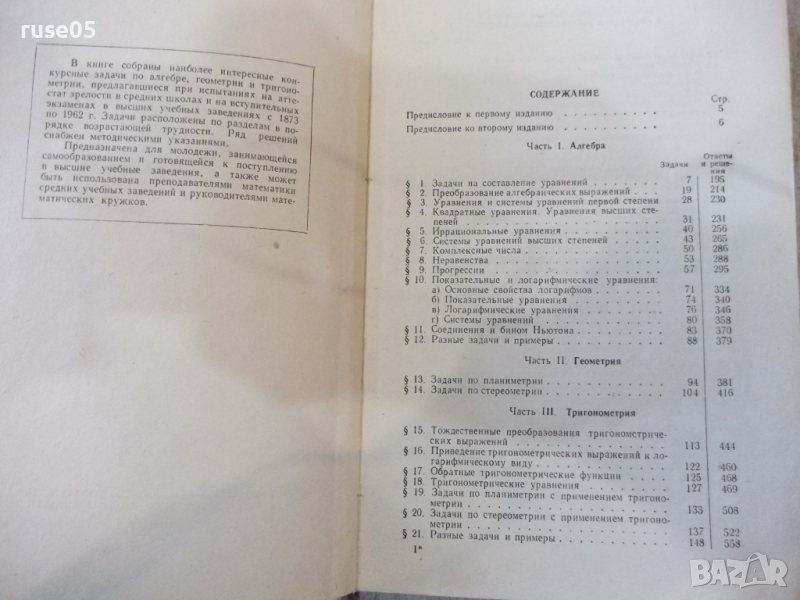 ruse05
В книге собраны наиболее интересные кон-
курсные задачи по алгебре, геометрии и тригоно-
метрии, предлагавшиеся при испытаниях на атте-
стат зрелости в средних школах и на вступительных
экзаменах в высших учебных заведениях с 1873
по 1962 г. Задачи расположены по разделам в по-
рядке возрастающей трудности. Ряд решений
снабжен методическими указаниями.
Предназначена для молодежи, занимающейся
самообразованием и готовящейся к поступлению
в высшие учебные заведения, а также может
быть использована преподавателями математики
средних учебных заведений и руководителями мате-
матических кружков.
СОДЕРЖАНИЕ
Стр.
Предисловие к первому изданию . . . . . . . . 5
Предисловие ко второму изданию . . . . . . . . 6
Часть I. Алгебра
Задачи Ответы и реше-
ния
§ 1. Задачи на составление уравнений . . . . . . 7 195
§ 2. Преобразование алгебраических выражений . . 19 214
§ 3. Уравнения и системы уравнений первой степени 28 230
§ 4. Квадратные уравнения. Уравнения высших сте-
пеней . . . . . . . . . . . . 31 231
§ 5. Иррациональные уравнения . . . . . . . . 40 256
§ 6. Системы уравнений высших степеней . . . . . 43 265
§ 7. Комплексные числа . . . . . . . . . . 50 286
§ 8. Неравенства . . . . . . . . . . . . 53 288
§ 9. Прогрессии . . . . . . . . . . . . 57 295
§ 10. Показательные и логарифмические уравнения:
а) Основные свойства логарифмов . . . . . . 71 334
б) Показательные уравнения . . . . . . . . 74 340
в) Логарифмические уравнения . . . . . . . 76 346
г) Системы уравнений . . . . . . . . . . 80 358
§ 11. Соединения и бином Ньютона . . . . . . . 83 370
§ 12. Разные задачи и примеры . . . . . . . . 88 379
Часть II. Геометрия
§ 13. Задачи по планиметрии . . . . . . . . . 94 381
§ 14. Задачи по стереометрии . . . . . . . . . 104 416
Часть III. Тригонометрия
§ 15. Тождественные преобразования тригонометриче-
ских выражений . . . . . . . . . . . 113 444
§ 16. Приведение тригонометрических выражений к ло-
гарифмическому виду . . . . . . . . . 122 460
§ 17. Обратные тригонометрические функции . . . . 125 468
§ 18. Тригонометрические уравнения . . . . . . . 127 469
§ 19. Задачи по планиметрии с применением тригоно-
метрии . . . . . . . . . . . . . . 133 508
§ 20. Задачи по стереометрии с применением тригоно-
метрии . . . . . . . . . . . . . . 137 522
§ 21. Разные задачи и примеры . . . . . . . . 148 558
1*
BAZAR